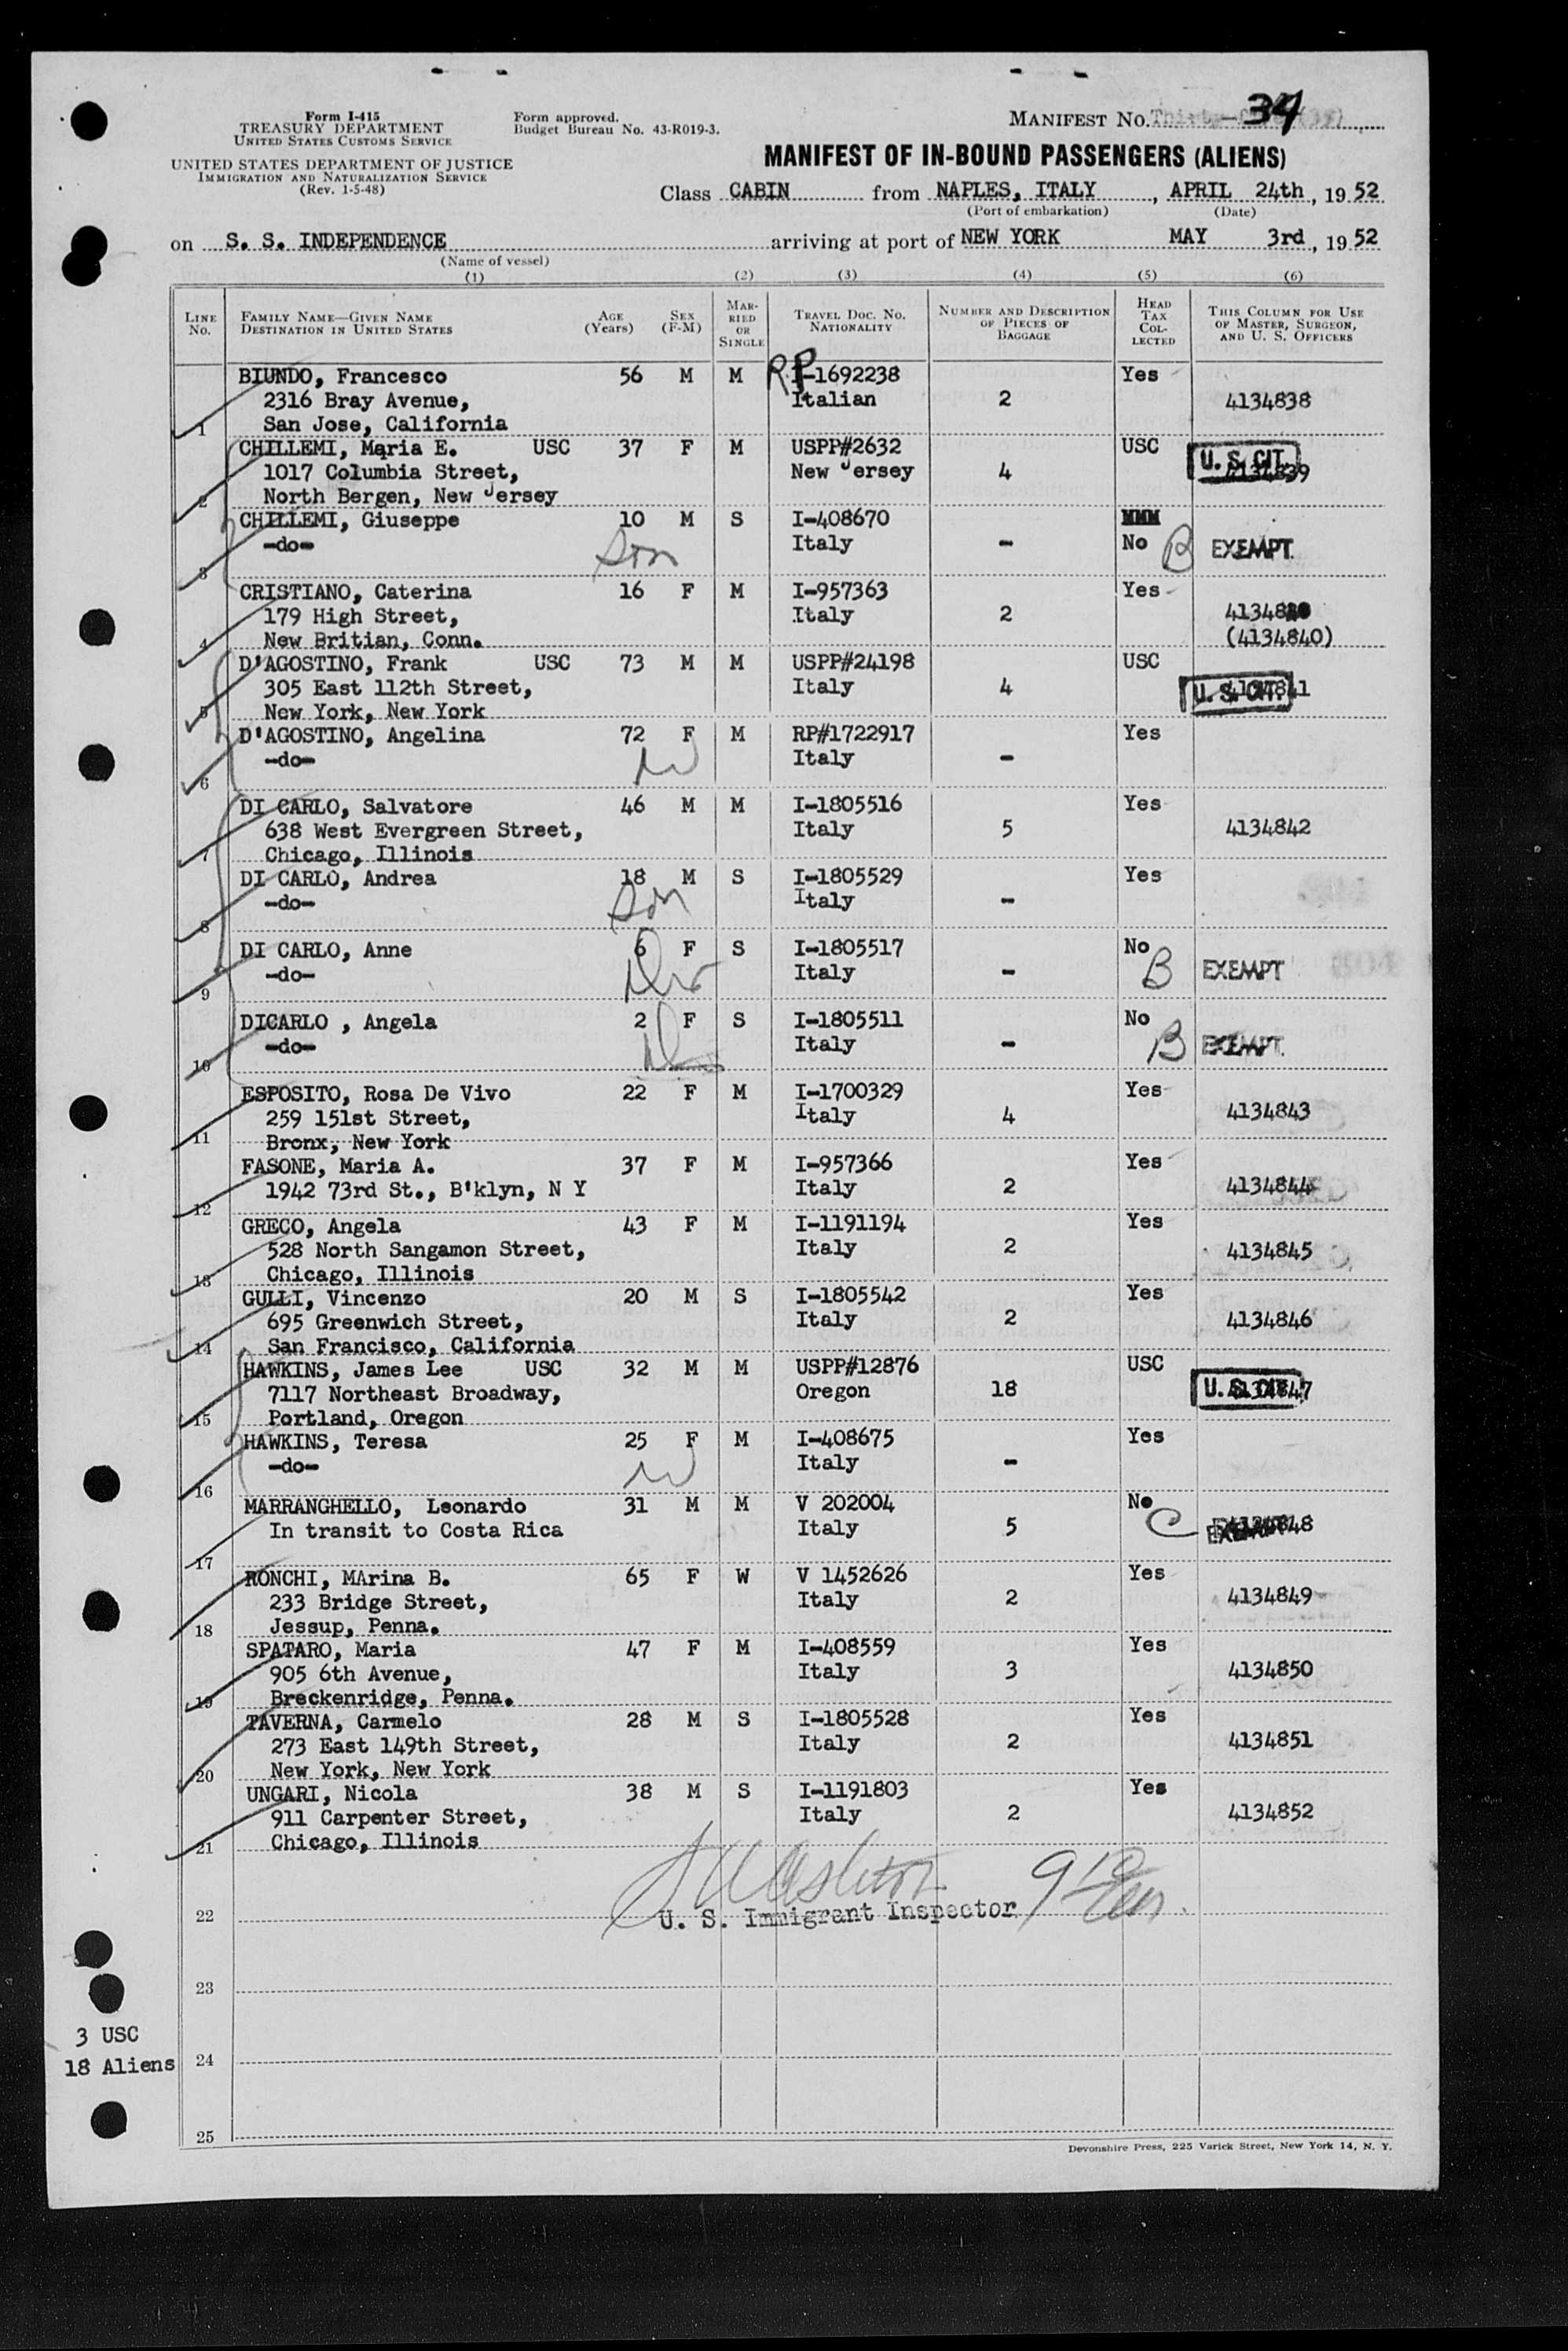 Form I-415
TREASURY DEPARTMENT
UNITED STATES CUSTOMS SERVICE
UNITED STATES DEPARTMENT OF JUSTICE
IMMIGRATION AND NATURALIZATION SERVICE
(Rev. 1-5-48)
Form approved.
Budget Bureau No. 43-R019-3.
MANIFEST NO. 34
MANIFEST OF IN-BOUND PASSENGERS (ALIENS)
Class CABIN from NAPLES, ITALY, APRIL 24th, 1952
(Port of embarkation) (Date)
on S. S. INDEPENDENCE arriving at port of NEW YORK MAY 3rd, 1952
(Name of vessel)
(1) (2) (3) (4) (5) (6)
LINE NO. FAMILY NAME—GIVEN NAME DESTINATION IN UNITED STATES AGE (Years) SEX (F-M) MARRIED OR SINGLE TRAVEL DOC. NO. NATIONALITY NUMBER AND DESCRIPTION OF PIECES OF BAGGAGE HEAD TAX COLLECTED THIS COLUMN FOR USE OF MASTER, SURGEON, AND U. S. OFFICERS
BIUNDO, Francesco 56 M M RP I-1692238 Yes
2316 Bray Avenue, Italian 2 4134838
1 San Jose, California
CHILLEMI, Maria E. USC 37 F M USPP#2632 USC U. S. CIT.
1017 Columbia Street, New Jersey 4 4134839
2 North Bergen, New Jersey
CHILLEMI, Giuseppe 10 M S I-408670 MMM
-do- Son Italy - No B EXEMPT.
3
CRISTIANO, Caterina 16 F M I-957363 Yes
179 High Street, Italy 2
4 New Britian, Conn. (4134840)
D'AGOSTINO, Frank USC 73 M M USPP#24198 USC
305 East 112th Street, Italy 4 4134841 U. S. CIT.
5 New York, New York
D'AGOSTINO, Angelina 72 F M RP#1722917 Yes
-do- W Italy -
6
DI CARLO, Salvatore 46 M M I-1805516 Yes
638 West Evergreen Street, Italy 5 4134842
7 Chicago, Illinois
DI CARLO, Andrea 18 M S I-1805529 Yes
-do- Son Italy -
8
DI CARLO, Anne 6 F S I-1805517 No
-do- Italy - B EXEMPT
9
DICARLO , Angela 2 F S I-1805511 No
-do- Italy - B EXEMPT.
10
ESPOSITO, Rosa De Vivo 22 F M I-1700329 Yes
259 151st Street, Italy 4 4134843
11 Bronx, New York
FASONE, Maria A. 37 F M I-957366 Yes
1942 73rd St., B'klyn, N Y Italy 2 4134844
12
GRECO, Angela 43 F M I-1191194 Yes
528 North Sangamon Street, Italy 2 4134845
13 Chicago, Illinois
GULLI, Vincenzo 20 M S I-1805542 Yes
695 Greenwich Street, Italy 2 4134846
14 San Francisco, California
HAWKINS, James Lee USC 32 M M USPP#12876 USC
7117 Northeast Broadway, Oregon 18 4134847 U. S. CIT.
15 Portland, Oregon
HAWKINS, Teresa 25 F M I-408675 Yes
-do- W Italy -
16
MARRANGHELLO, Leonardo 31 M M V 202004 No
In transit to Costa Rica Italy 5 C 4134848 EXEMPT
17
RONCHI, MArina B. 65 F W V 1452626 Yes
233 Bridge Street, Italy 2 4134849
18 Jessup, Penna.
SPATARO, Maria 47 F M I-408559 Yes
905 6th Avenue, Italy 3 4134850
19 Breckenridge, Penna.
TAVERNA, Carmelo 28 M S I-1805528 Yes
273 East 149th Street, Italy 2 4134851
20 New York, New York
UNGARI, Nicola 38 M S I-1191803 Yes
911 Carpenter Street, Italy 2 4134852
21 Chicago, Illinois
22 U. S. Immigrant Inspector
23
3 USC
18 Aliens
24
25
Devonshire Press, 225 Varick Street, New York 14, N. Y.